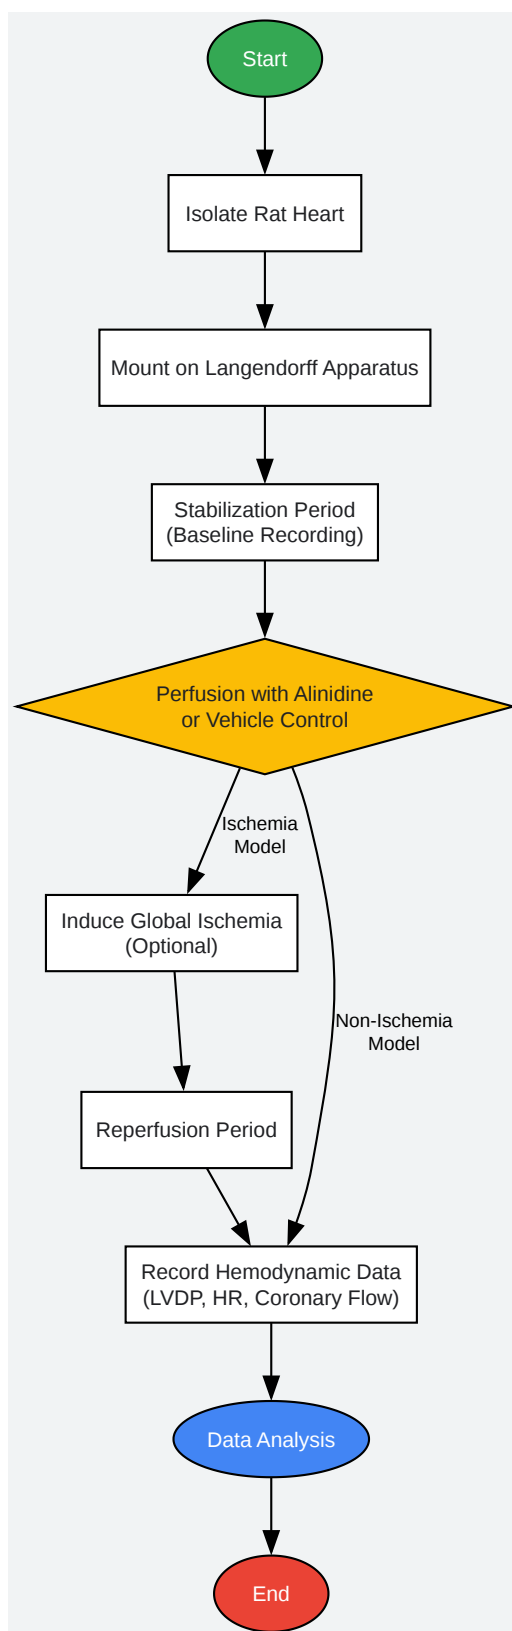 Start
Isolate Rat Heart
Mount on Langendorff Apparatus
Stabilization Period
(Baseline Recording)
Perfusion with Alinidine
or Vehicle Control
Ischemia
Model
Induce Global Ischemia
(Optional)
Non-Ischemia
Model
Reperfusion Period
Record Hemodynamic Data
(LVDP, HR, Coronary Flow)
Data Analysis
End